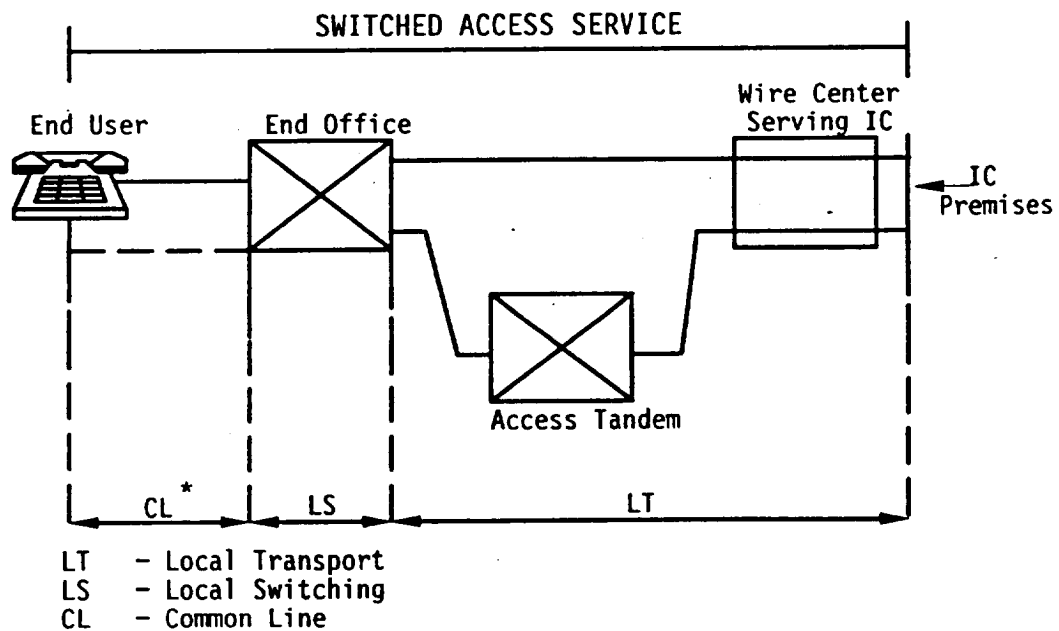 SWITCHED ACCESS SERVICE
Wire Center
Serving IC
End User
End Office
IC
Premises
Access Tandem
CL *
LS
LT
LT - Local Transport
LS - Local Switching
CL - Common Line